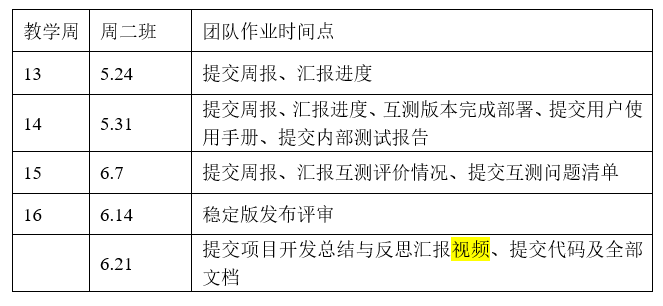 教学周 周二班 团队作业时间点
13 5.24 提交周报、汇报进度
14 5.31 提交周报、汇报进度、互测版本完成部署、提交用户使
用手册、提交内部测试报告
15 6.7 提交周报、汇报互测评价情况、提交互测问题清单
16 6.14 稳定版发布评审
6.21 提交项目开发总结与反思汇报视频、提交代码及全部
文档